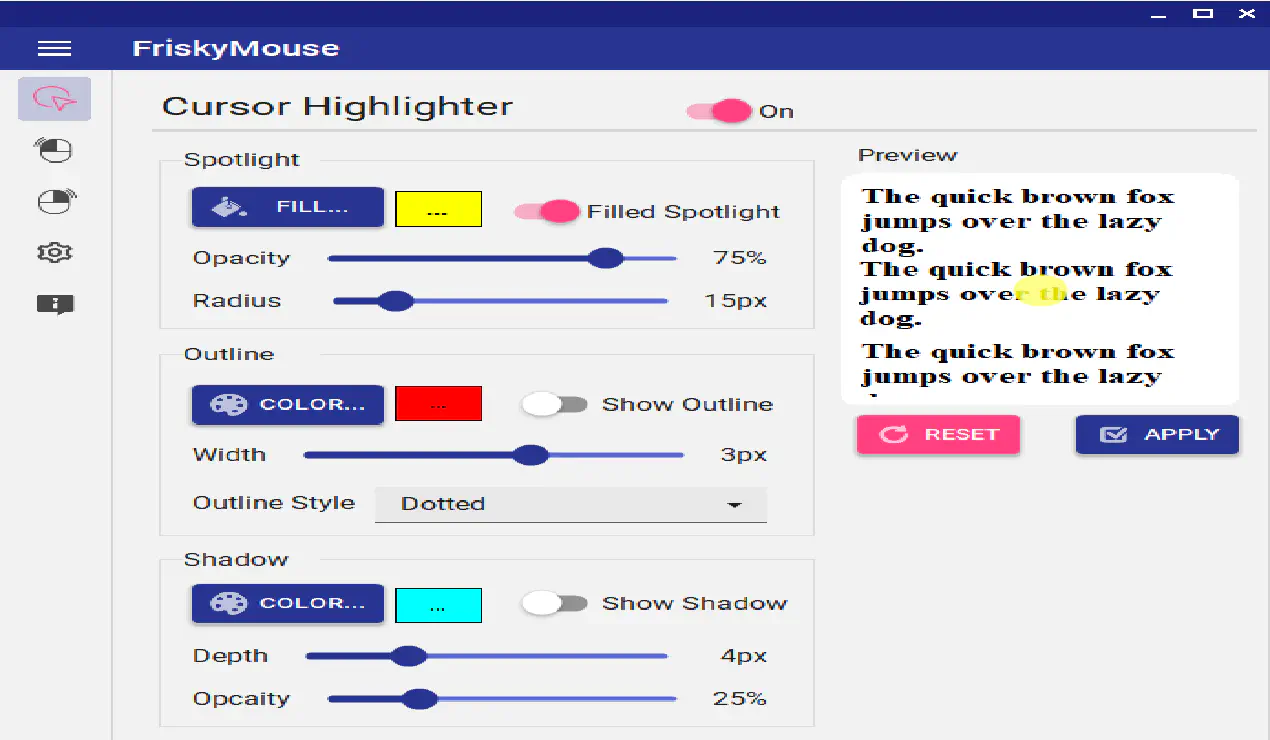 FriskyMouse
Cursor Highlighter
On
Spotlight
FILL...
...
Filled Spotlight
Opacity
75%
Radius
15px
Outline
COLOR...
...
Show Outline
Width
3px
Outline Style
Dotted
Shadow
COLOR...
...
Show Shadow
Depth
4px
Opcaity
25%
Preview
The quick brown fox
jumps over the lazy
dog.
The quick brown fox
jumps over the lazy
dog.
The quick brown fox
jumps over the lazy
RESET
APPLY